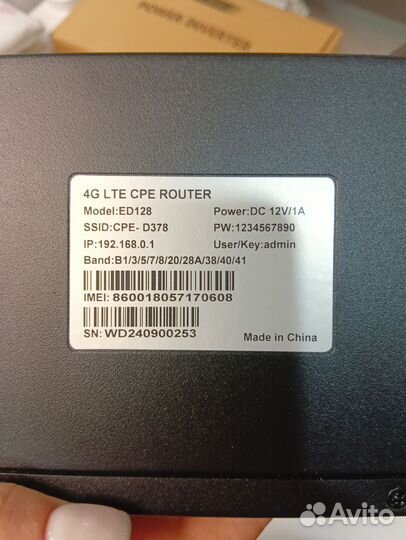 POWER INVERTER
4G LTE CPE ROUTER
Model:ED128 Power:DC 12V/1A
SSID:CPE- D378 PW:1234567890
IP:192.168.0.1 User/Key:admin
Band:B1/3/5/7/8/20/28A/38/40/41
IMEI: 860018057170608
SN: WD240900253
Made in China
Avito